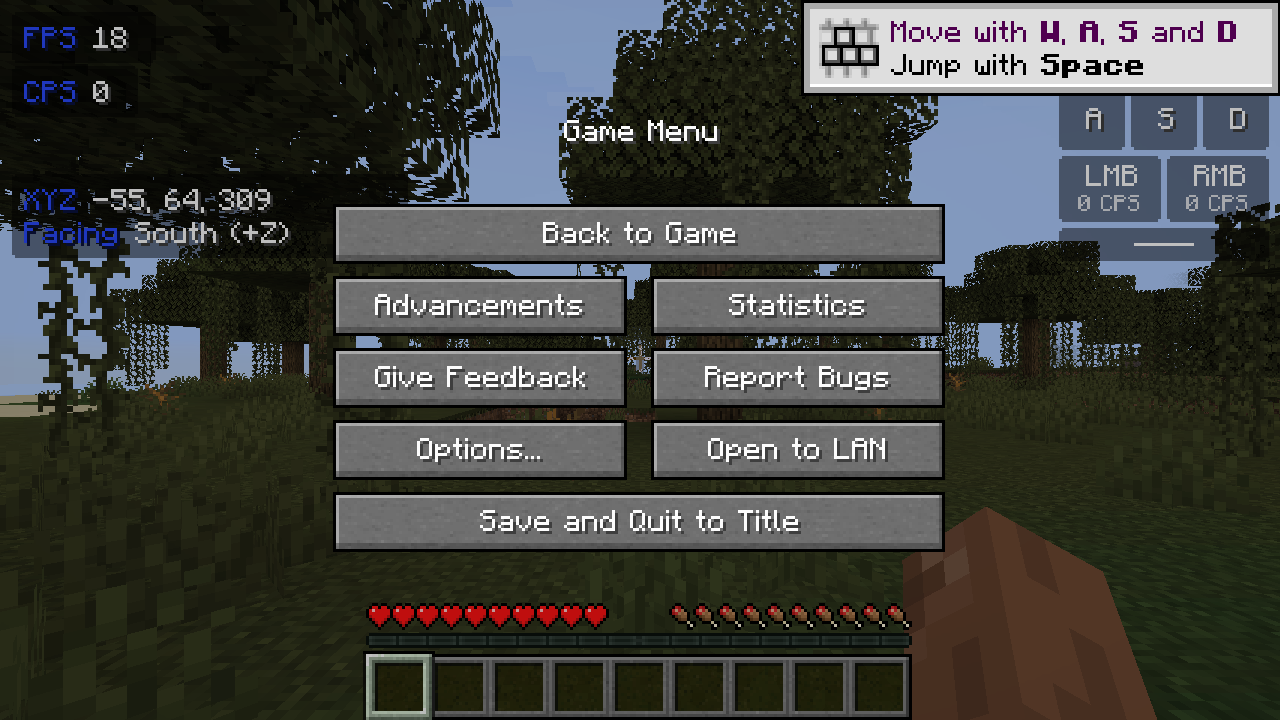 FPS 18
Move with W, A, S and D
Jump with Space
CPS 0
A S D
Game Menu
LMB RMB
0 CPS 0 CPS
XYZ -55, 64, 309
Facing South (+Z)
Back to Game
Advancements
Statistics
Give Feedback
Report Bugs
Options...
Open to LAN
Save and Quit to Title